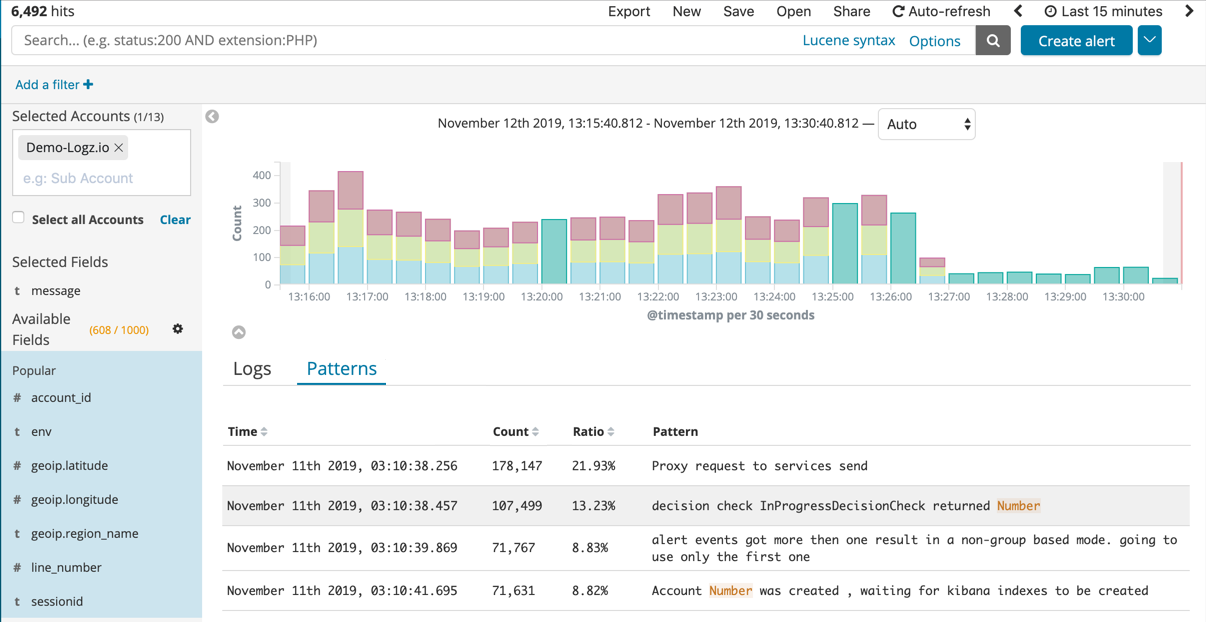 6,492 hits
Export New Save Open Share Auto-refresh Last 15 minutes
Search... (e.g. status:200 AND extension:PHP) Lucene syntax Options Create alert
Add a filter
Selected Accounts (1/13)
Demo-Logz.io
e.g: Sub Account
Select all Accounts Clear
Selected Fields
t message
Available
Fields
(608 / 1000)
Popular
# account_id
t env
# geoip.latitude
# geoip.longitude
t geoip.region_name
# line_number
t sessionid
November 12th 2019, 13:15:40.812 - November 12th 2019, 13:30:40.812 — Auto
Count
400
300
200
100
0
13:16:00 13:17:00 13:18:00 13:19:00 13:20:00 13:21:00 13:22:00 13:23:00 13:24:00 13:25:00 13:26:00 13:27:00 13:28:00 13:29:00 13:30:00
@timestamp per 30 seconds
Logs Patterns
Time Count Ratio Pattern
November 11th 2019, 03:10:38.256 178,147 21.93% Proxy request to services send
November 11th 2019, 03:10:38.457 107,499 13.23% decision check InProgressDecisionCheck returned Number
November 11th 2019, 03:10:39.869 71,767 8.83% alert events got more then one result in a non-group based mode. going to
use only the first one
November 11th 2019, 03:10:41.695 71,631 8.82% Account Number was created , waiting for kibana indexes to be created